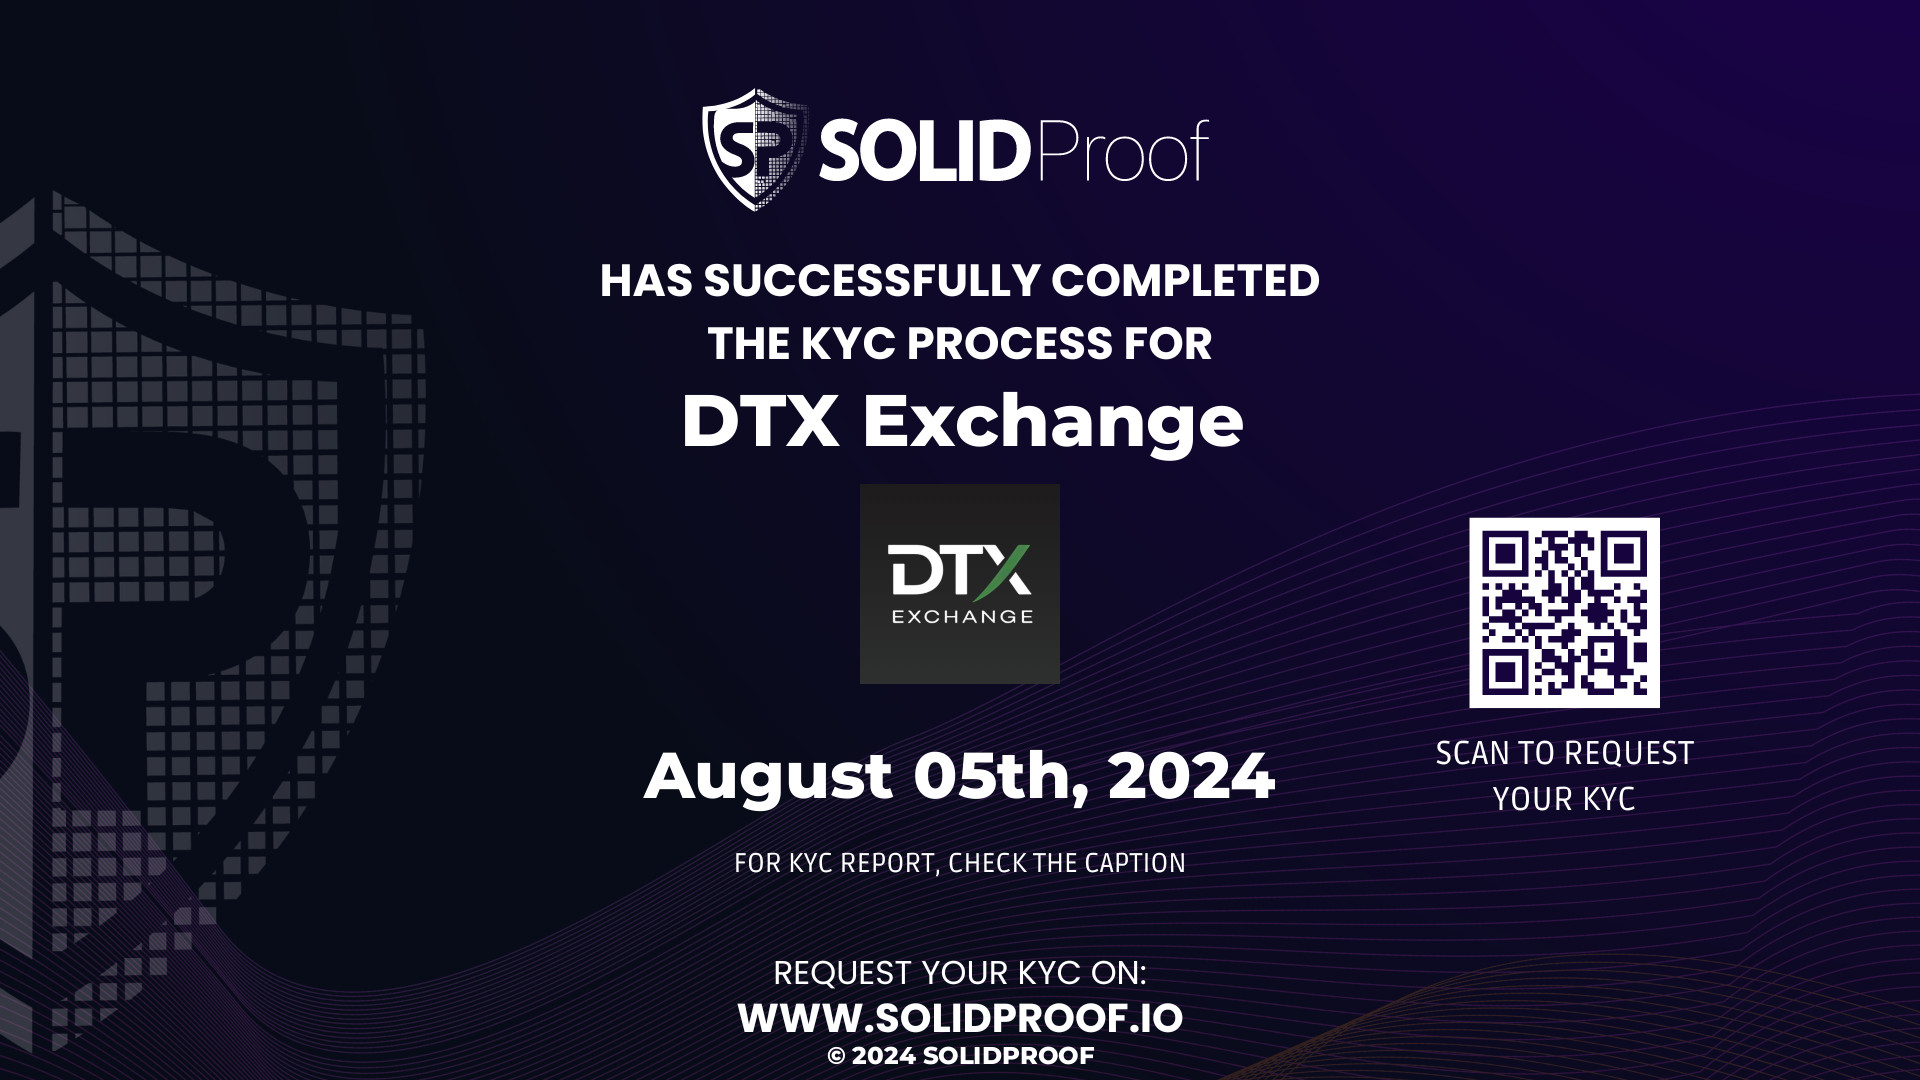 SP SOLIDProof
HAS SUCCESSFULLY COMPLETED
THE KYC PROCESS FOR
DTX Exchange
DTX
EXCHANGE
August 05th, 2024
SCAN TO REQUEST
YOUR KYC
FOR KYC REPORT, CHECK THE CAPTION
REQUEST YOUR KYC ON:
WWW.SOLIDPROOF.IO
© 2024 SOLIDPROOF